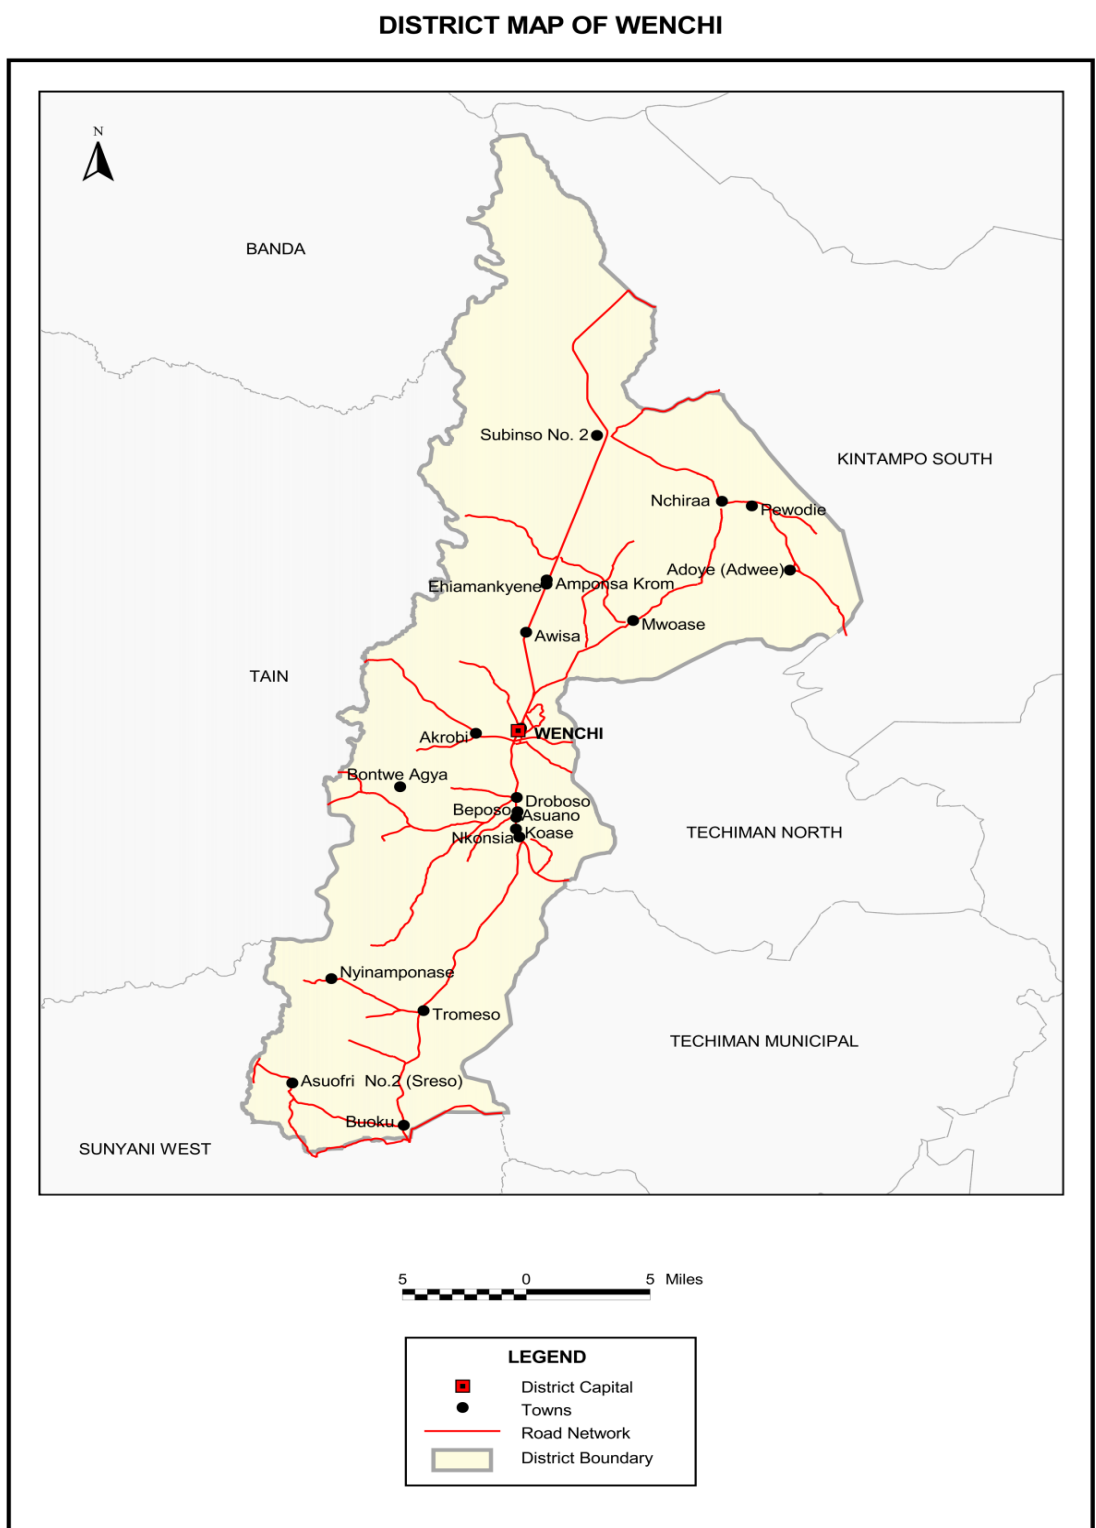 DISTRICT MAP OF WENCHI
N
BANDA
Subinso No. 2
KINTAMPO SOUTH
Nchiraa
Pewodie
Adoye (Adwee)
Ehiamankyene
Amponsa Krom
Mwoase
Awisa
TAIN
WENCHI
Akrobi
Bontwe Agya
Droboso
Beposo
Asuano
Koase
Nkonsia
TECHIMAN NORTH
Nyinamponase
Tromeso
TECHIMAN MUNICIPAL
Asuofri No.2 (Sreso)
Buoku
SUNYANI WEST
5 0 5 Miles
LEGEND
District Capital
Towns
Road Network
District Boundary